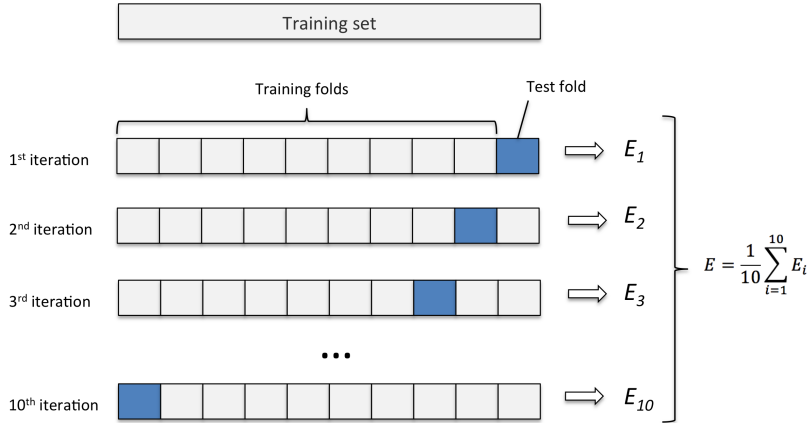 Training set
Training folds
Test fold
1st iteration
E1
2nd iteration
E2
3rd iteration
E3
E = 1/10 ∑ i=1 10 Ei
...
10th iteration
E10